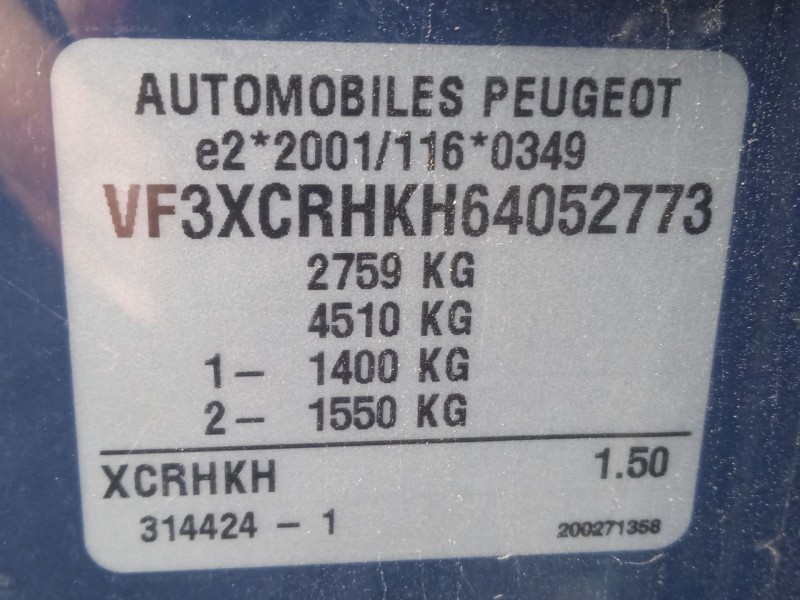 AUTOMOBILES PEUGEOT
e2*2001/116*0349
VF3XCRHKH64052773
2759 KG
4510 KG
1- 1400 KG
2- 1550 KG
XCRHKH 1.50
314424 - 1 200271358